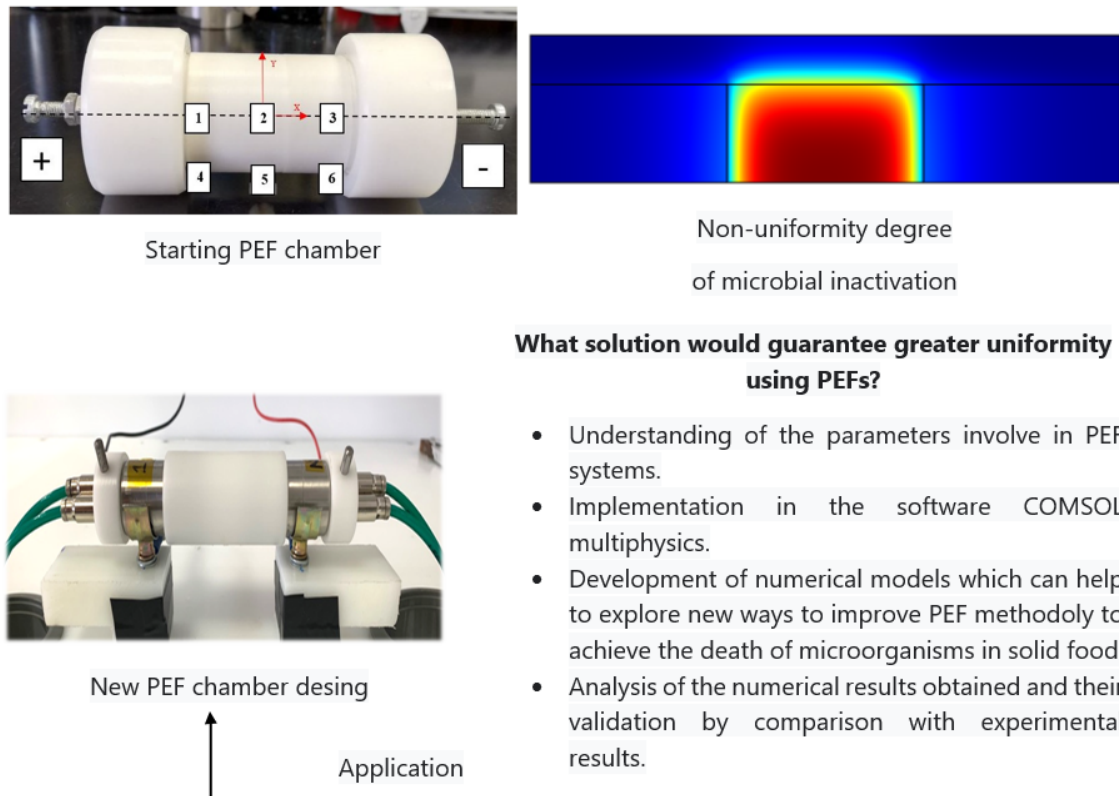 Y
X
1
2
3
+
4
5
6
-
Starting PEF chamber
Non-uniformity degree
of microbial inactivation
What solution would guarantee greater uniformity
using PEFs?
• Understanding of the parameters involve in PEF
systems.
• Implementation in the software COMSOL
multiphysics.
• Development of numerical models which can help
to explore new ways to improve PEF methodoly to
achieve the death of microorganisms in solid food
• Analysis of the numerical results obtained and their
validation by comparison with experimenta
results.
New PEF chamber desing
Application